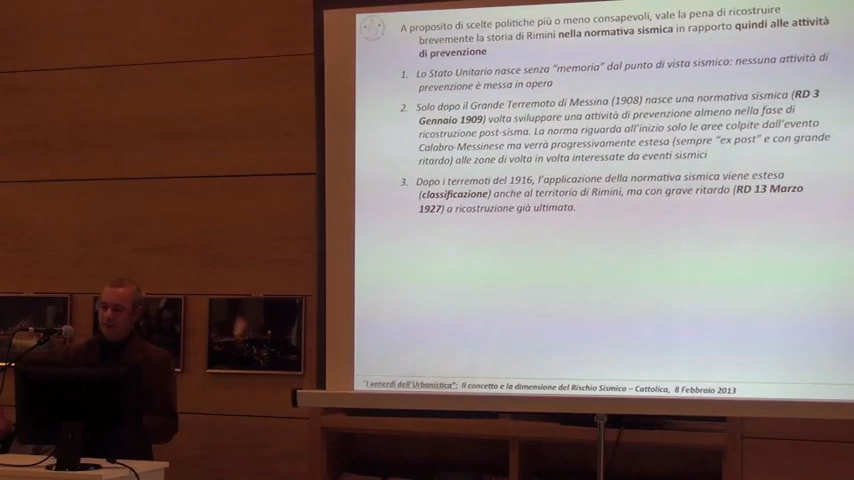 A proposito di scelte politiche più o meno consapevoli, vale la pena di ricostruire
brevemente la storia di Rimini nella normativa sismica in rapporto quindi alle attività
di prevenzione
1. Lo Stato Unitario nasce senza "memoria" dal punto di vista sismico: nessuna attività di
prevenzione è messa in opera
2. Solo dopo il Grande Terremoto di Messina (1908) nasce una normativa sismica (RD 3
Gennaio 1909) volta sviluppare una attività di prevenzione almeno nella fase di
ricostruzione post-sisma. La norma riguarda all'inizio solo le aree colpite dall'evento
Calabro-Messinese ma verrà progressivamente estesa (sempre "ex post" e con grande
ritardo) alle zone di volta in volta interessate da eventi sismici
3. Dopo i terremoti del 1916, l'applicazione della normativa sismica viene estesa
(classificazione) anche al territorio di Rimini, ma con grave ritardo (RD 13 Marzo
1927) a ricostruzione già ultimata.
"I venerdì dell'Urbanistica": Il concetto e la dimensione del Rischio Sismico – Cattolica, 8 Febbraio 2013